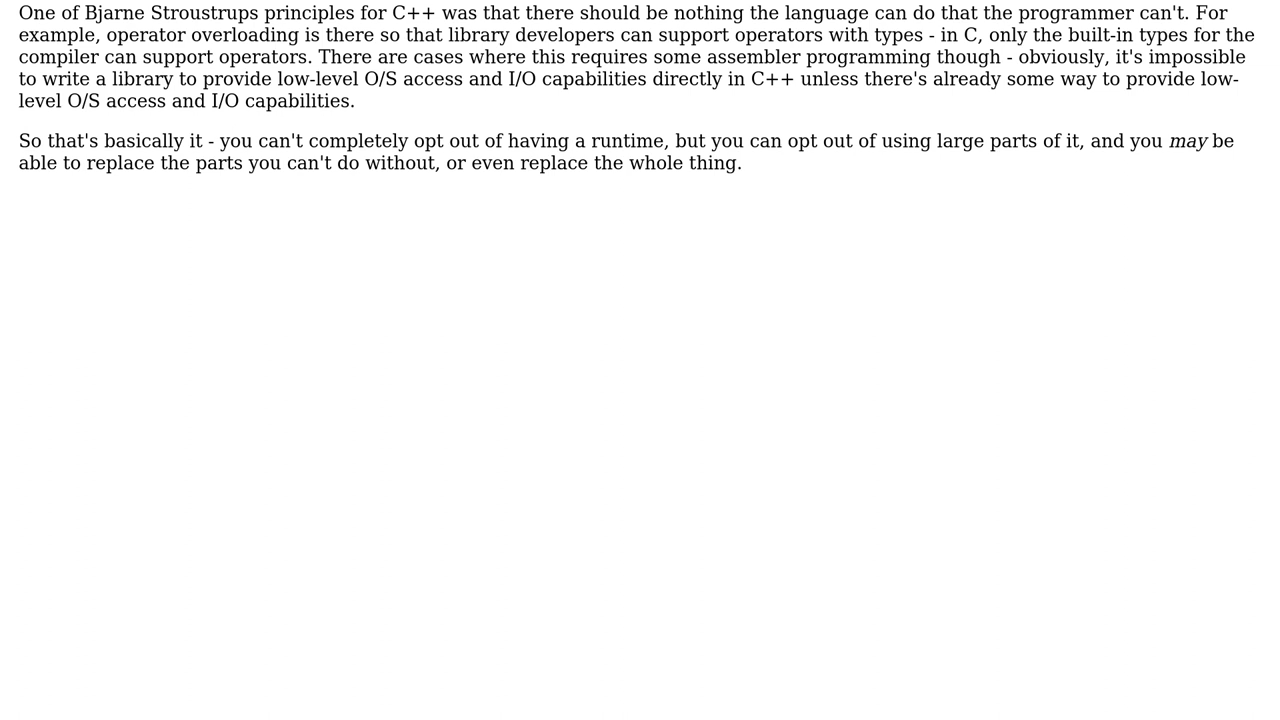 One of Bjarne Stroustrups principles for C++ was that there should be nothing the language can do that the programmer can't. For
example, operator overloading is there so that library developers can support operators with types - in C, only the built-in types for the
compiler can support operators. There are cases where this requires some assembler programming though - obviously, it's impossible
to write a library to provide low-level O/S access and I/O capabilities directly in C++ unless there's already some way to provide low-
level O/S access and I/O capabilities.
So that's basically it - you can't completely opt out of having a runtime, but you can opt out of using large parts of it, and you may be
able to replace the parts you can't do without, or even replace the whole thing.